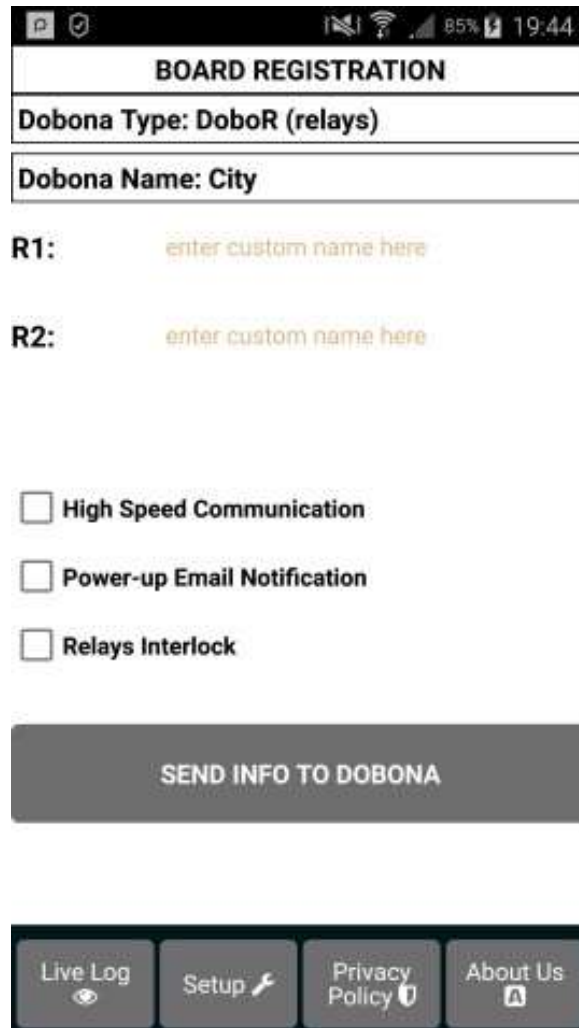 85% 19:44
BOARD REGISTRATION
Dobona Type: DoboR (relays)
Dobona Name: City
R1: enter custom name here
R2: enter custom name here
High Speed Communication
Power-up Email Notification
Relays Interlock
SEND INFO TO DOBONA
Live Log
Setup
Privacy
Policy
About Us
A